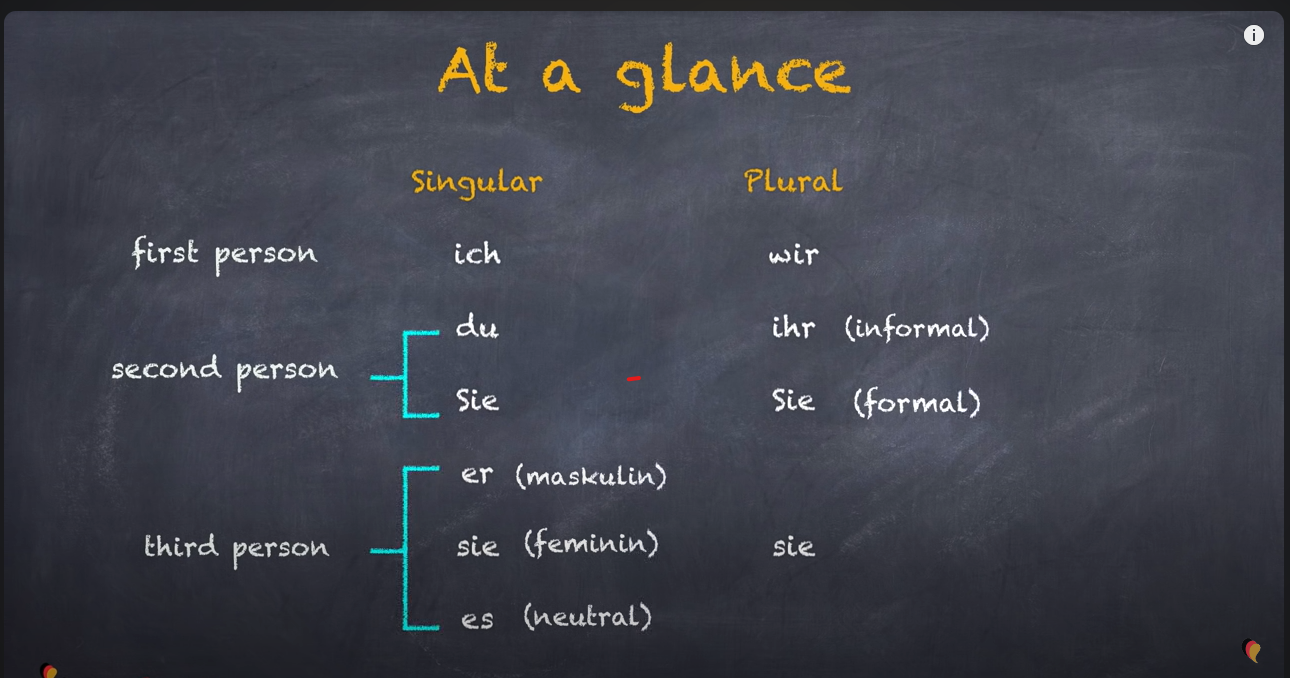 At a glance
Singular Plural
first person ich wir
du ihr (informal)
second person
Sie Sie (formal)
er (maskulin)
third person sie (feminin) sie
es (neutral)